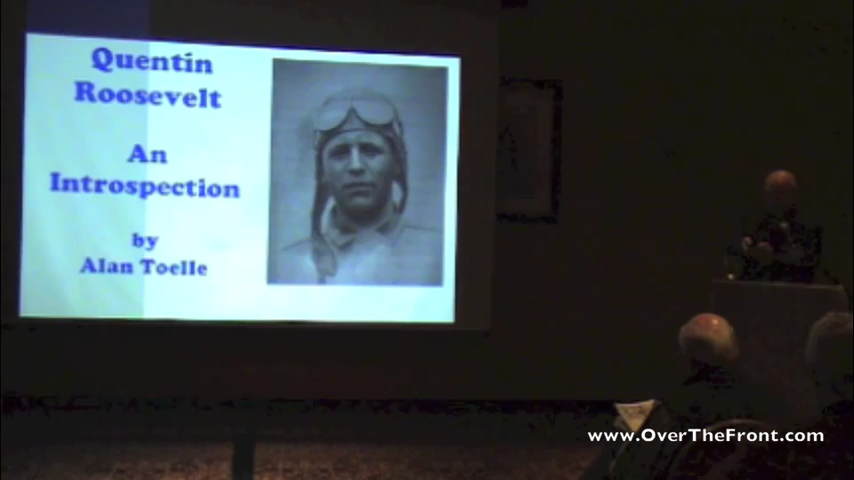 Quentin
Roosevelt
An
Introspection
by
Alan Toelle
www.OverTheFront.com